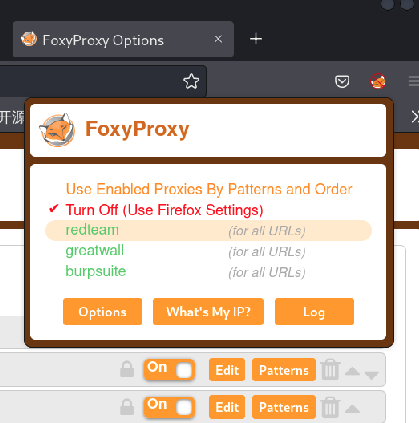 FoxyProxy Options
开源
FoxyProxy
Use Enabled Proxies By Patterns and Order
Turn Off (Use Firefox Settings)
redteam (for all URLs)
greatwall (for all URLs)
burpsuite (for all URLs)
Options What's My IP? Log
On Edit Patterns
On Edit Patterns